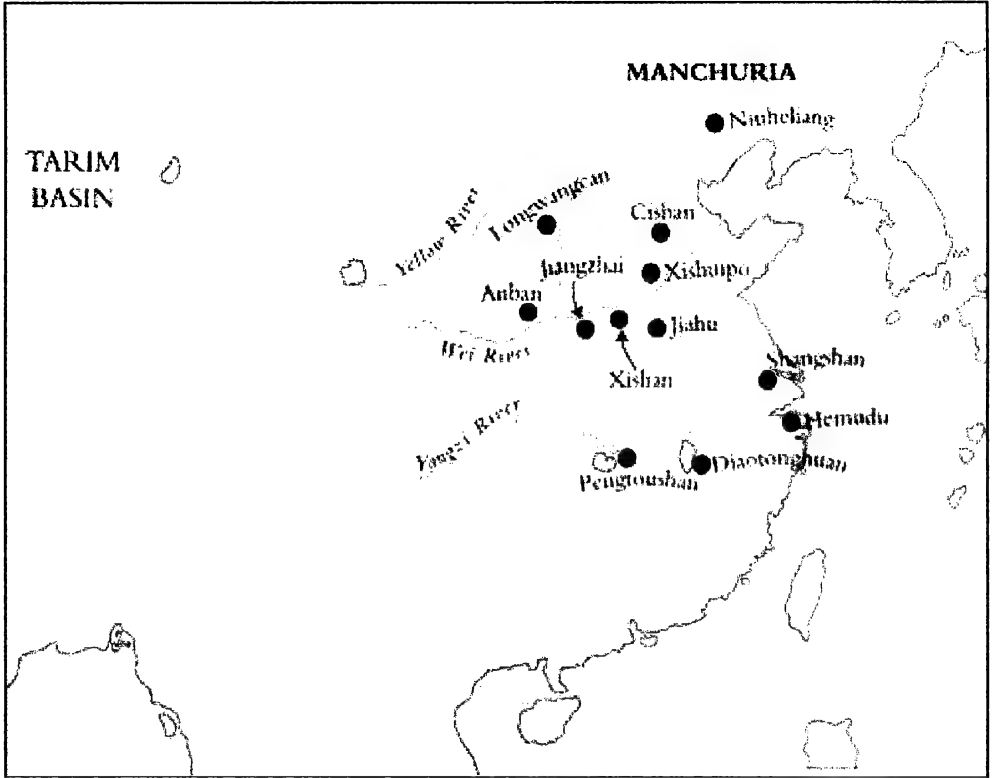 MANCHURIA
Niuheliang
TARIM
BASIN
Yellow River
Longwangcan
Cishan
Jiangzhai
Xishuipo
Anban
Wei River
Jiahu
Xishan
Shangshan
Yangzi River
Hemudu
Pengtoushan
Diaotonghuan